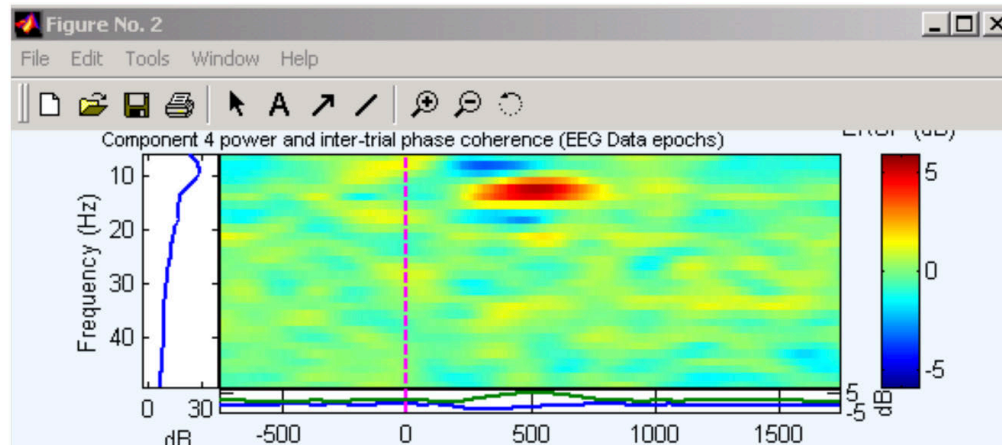 Figure No. 2
File Edit Tools Window Help
A
Component 4 power and inter-trial phase coherence (EEG Data epochs)
ERSP (dB)
Frequency (Hz)
10
20
30
40
5
0
-5
5
-5
dB
0 30
dB
-500 0 500 1000 1500